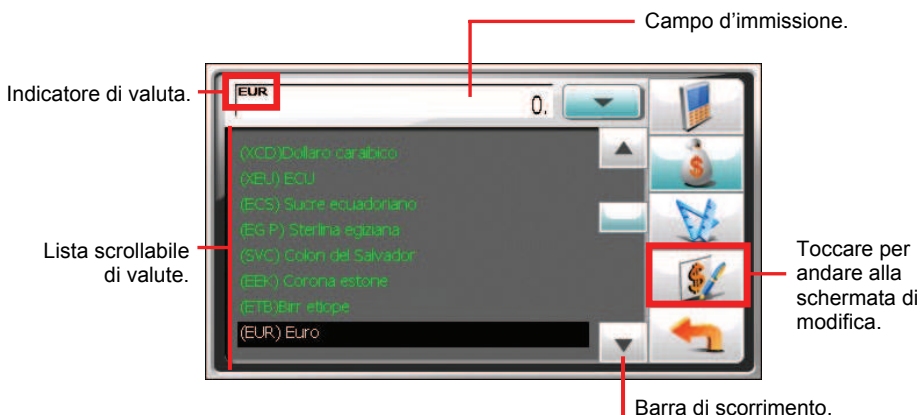 Campo d’immissione.
Indicatore di valuta.
EUR
0.
(XCD)Dollaro caraibico
(XEU) ECU
(ECS) Sucre ecuadoriano
(EG P) Sterlina egiziana
(SVC) Colon del Salvador
(EEK) Corona estone
(ETB)Birr etiope
(EUR) Euro
Lista scrollabile
di valute.
Toccare per
andare alla
schermata di
modifica.
Barra di scorrimento.